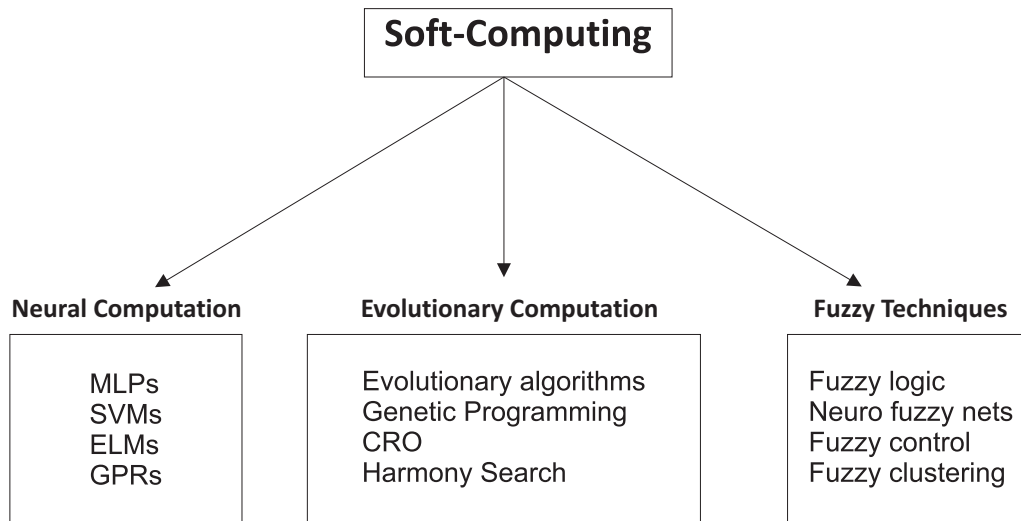 Soft-Computing
Neural Computation
MLPs
SVMs
ELMs
GPRs
Evolutionary Computation
Evolutionary algorithms
Genetic Programming
CRO
Harmony Search
Fuzzy Techniques
Fuzzy logic
Neuro fuzzy nets
Fuzzy control
Fuzzy clustering